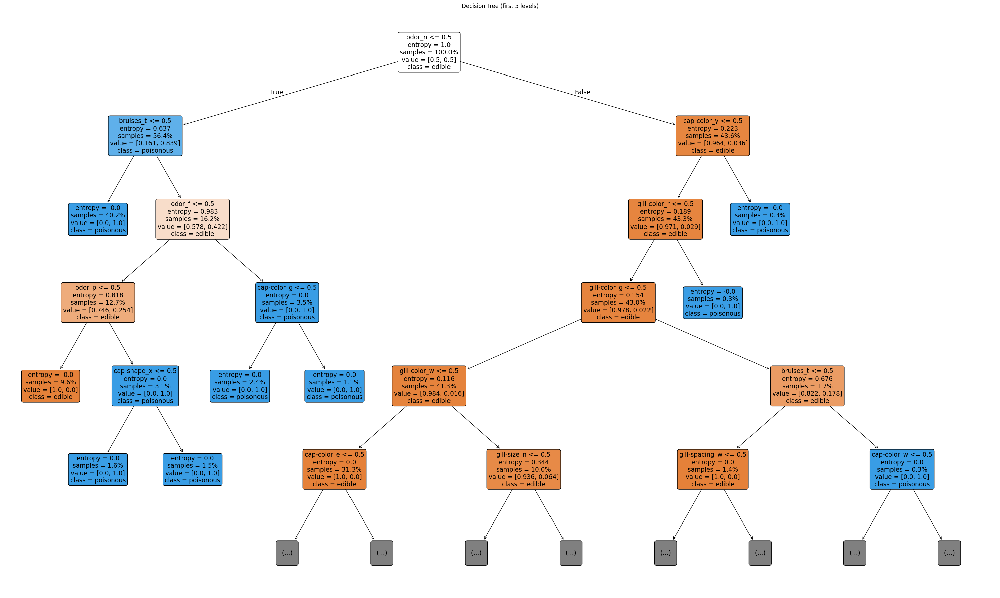 Decision Tree (first 5 levels)
odor_n <= 0.5
entropy = 1.0
samples = 100.0%
value = [0.5, 0.5]
class = edible
True
False
bruises_t <= 0.5
entropy = 0.637
samples = 56.4%
value = [0.161, 0.839]
class = poisonous
cap-color_y <= 0.5
entropy = 0.223
samples = 43.6%
value = [0.964, 0.036]
class = edible
entropy = -0.0
samples = 40.2%
value = [0.0, 1.0]
class = poisonous
odor_f <= 0.5
entropy = 0.983
samples = 16.2%
value = [0.578, 0.422]
class = edible
gill-color_r <= 0.5
entropy = 0.189
samples = 43.3%
value = [0.971, 0.029]
class = edible
entropy = -0.0
samples = 0.3%
value = [0.0, 1.0]
class = poisonous
odor_p <= 0.5
entropy = 0.818
samples = 12.7%
value = [0.746, 0.254]
class = edible
cap-color_g <= 0.5
entropy = 0.0
samples = 3.5%
value = [0.0, 1.0]
class = poisonous
gill-color_g <= 0.5
entropy = 0.154
samples = 43.0%
value = [0.978, 0.022]
class = edible
entropy = -0.0
samples = 0.3%
value = [0.0, 1.0]
class = poisonous
entropy = -0.0
samples = 9.6%
value = [1.0, 0.0]
class = edible
cap-shape_x <= 0.5
entropy = 0.0
samples = 3.1%
value = [0.0, 1.0]
class = poisonous
entropy = 0.0
samples = 2.4%
value = [0.0, 1.0]
class = poisonous
entropy = 0.0
samples = 1.1%
value = [0.0, 1.0]
class = poisonous
gill-color_w <= 0.5
entropy = 0.116
samples = 41.3%
value = [0.984, 0.016]
class = edible
bruises_t <= 0.5
entropy = 0.676
samples = 1.7%
value = [0.822, 0.178]
class = edible
entropy = 0.0
samples = 1.6%
value = [0.0, 1.0]
class = poisonous
entropy = 0.0
samples = 1.5%
value = [0.0, 1.0]
class = poisonous
cap-color_e <= 0.5
entropy = 0.0
samples = 31.3%
value = [1.0, 0.0]
class = edible
gill-size_n <= 0.5
entropy = 0.344
samples = 10.0%
value = [0.936, 0.064]
class = edible
gill-spacing_w <= 0.5
entropy = 0.0
samples = 1.4%
value = [1.0, 0.0]
class = edible
cap-color_w <= 0.5
entropy = 0.0
samples = 0.3%
value = [0.0, 1.0]
class = poisonous
(...)
(...)
(...)
(...)
(...)
(...)
(...)
(...)